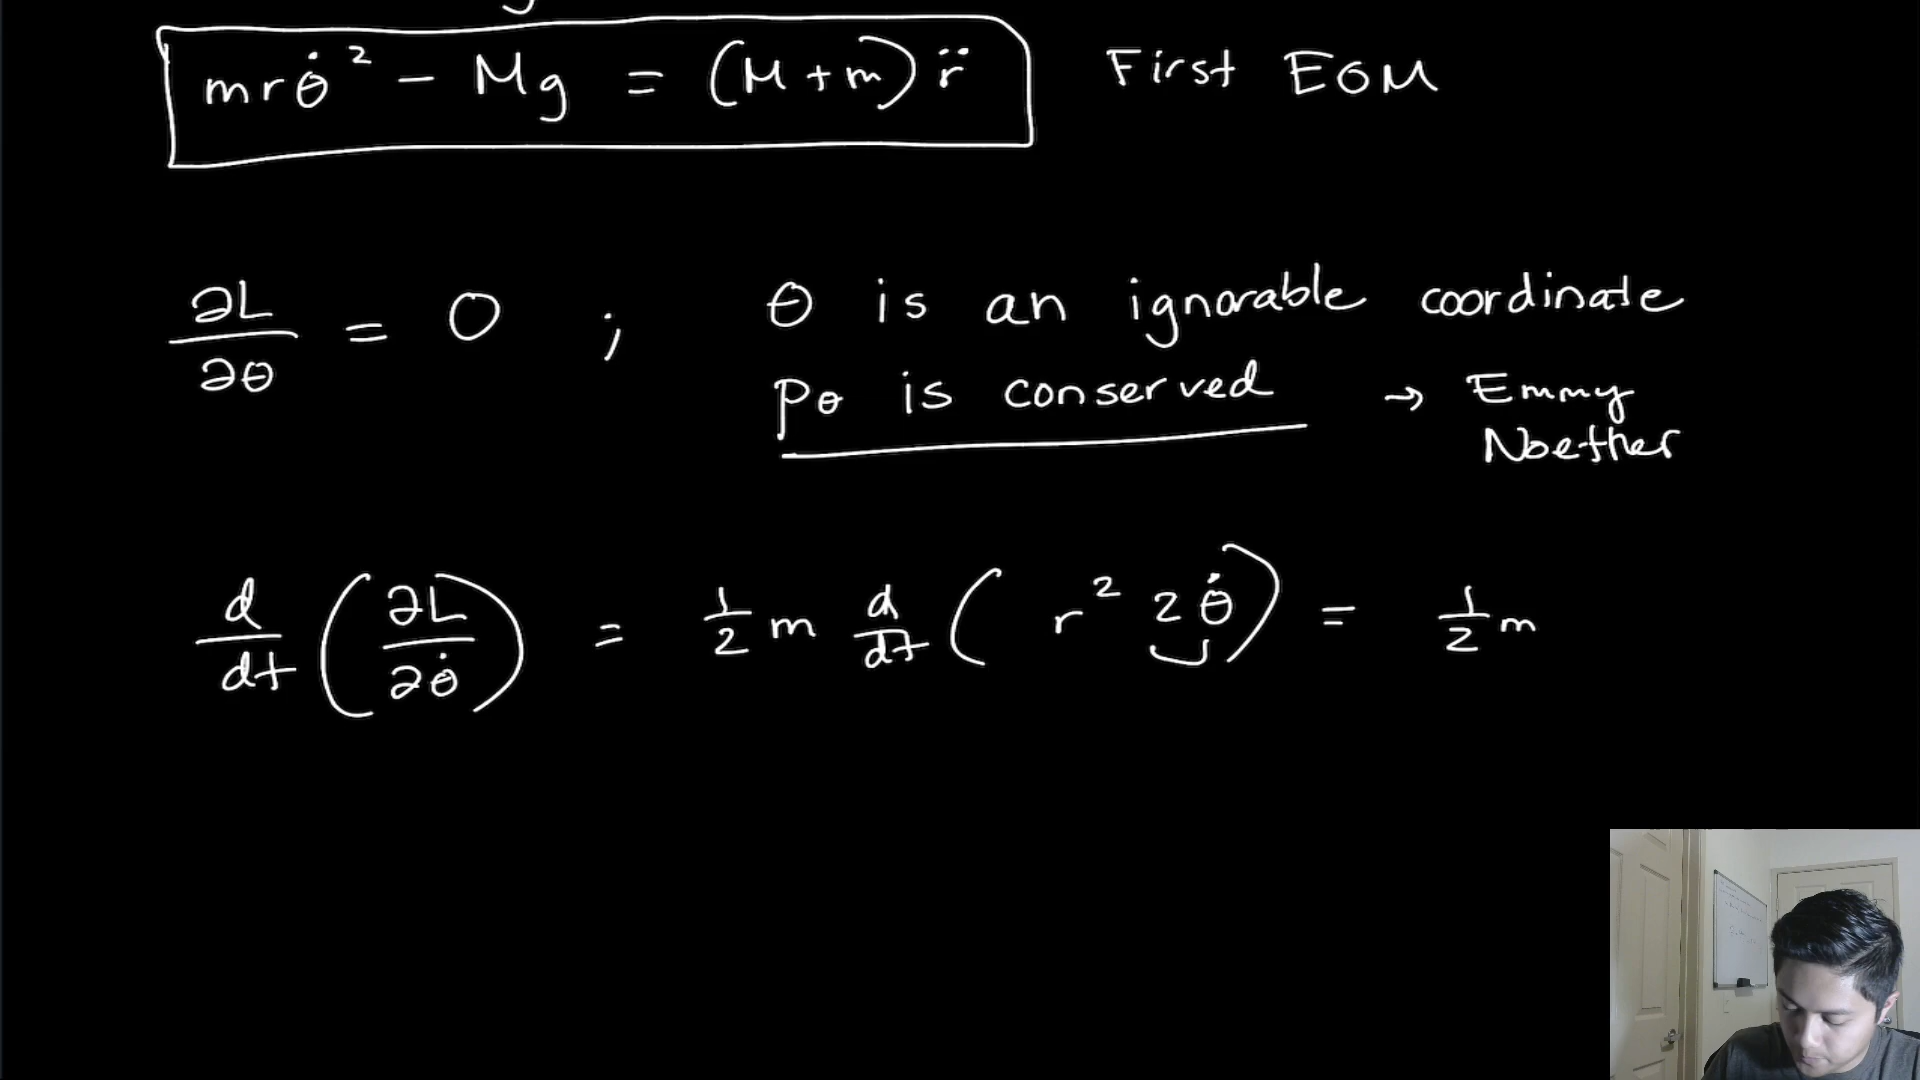 mrθ̇² − Mg = (M+m) r̈ First EOM
∂L/∂θ = 0 ; θ is an ignorable coordinate
pθ is conserved → Emmy
Noether
d/dt (∂L/∂θ̇) = 1/2 m d/dt ( r² 2θ̇ ) = 1/2 m